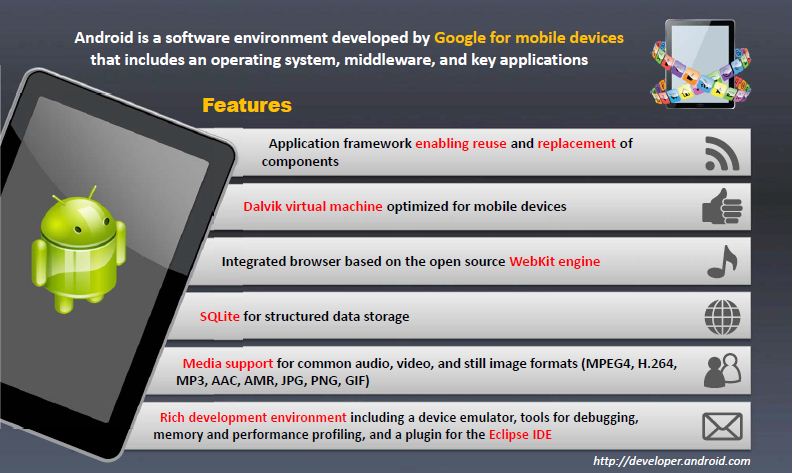 Android is a software environment developed by Google for mobile devices
that includes an operating system, middleware, and key applications
Features
Application framework enabling reuse and replacement of
components
Dalvik virtual machine optimized for mobile devices
Integrated browser based on the open source WebKit engine
SQLite for structured data storage
Media support for common audio, video, and still image formats (MPEG4, H.264,
MP3, AAC, AMR, JPG, PNG, GIF)
Rich development environment including a device emulator, tools for debugging,
memory and performance profiling, and a plugin for the Eclipse IDE
http://developer.android.com